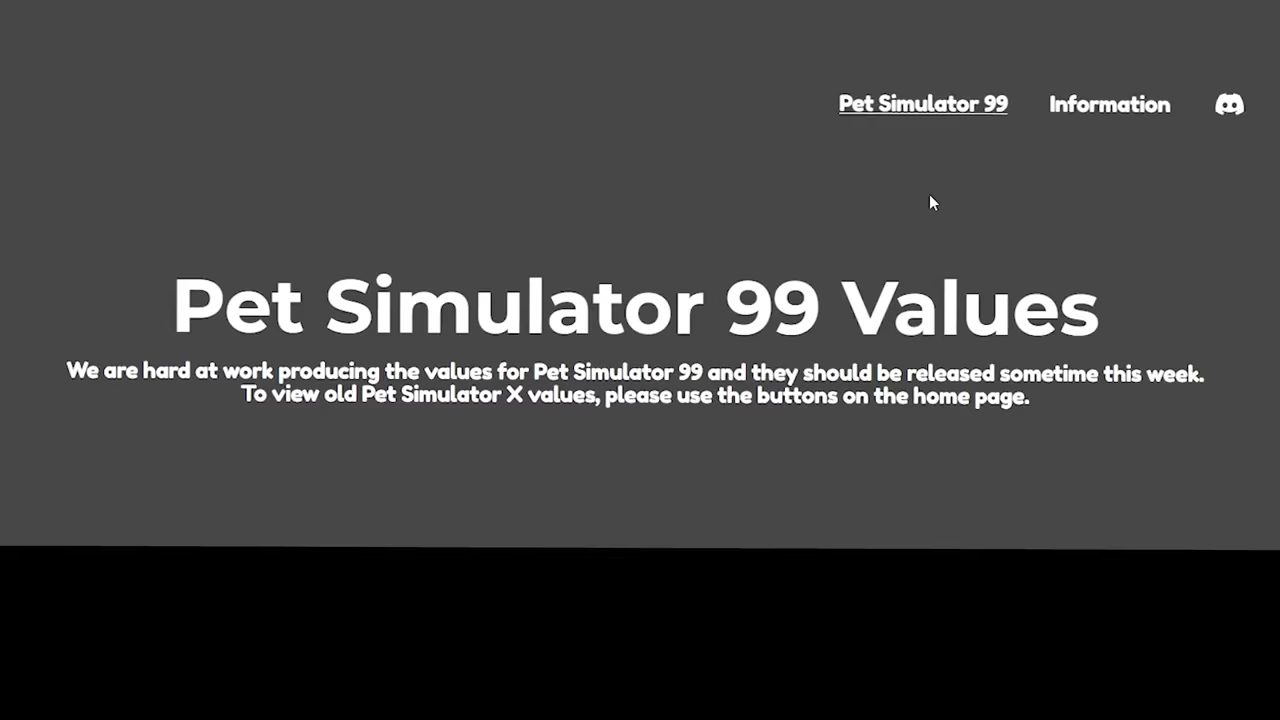 Pet Simulator 99 Information
Pet Simulator 99 Values
We are hard at work producing the values for Pet Simulator 99 and they should be released sometime this week.
To view old Pet Simulator X values, please use the buttons on the home page.